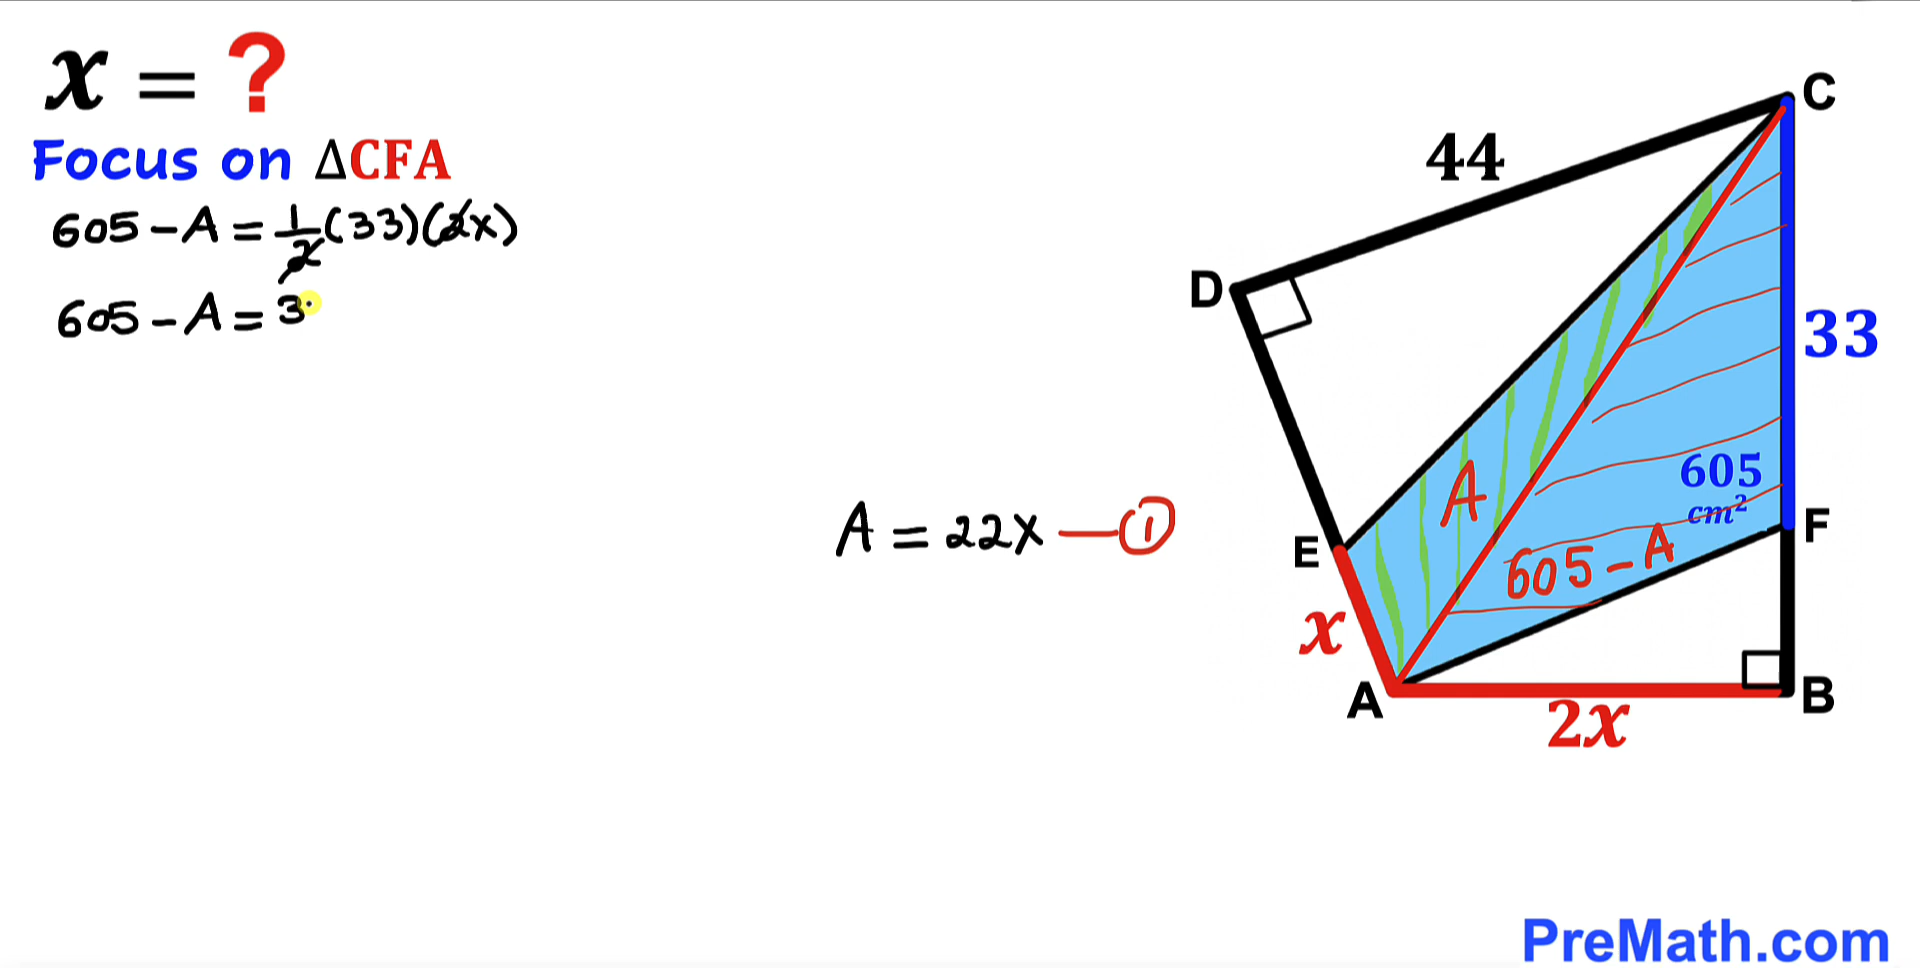 x = ?
Focus on ΔCFA
605 - A = 1/2 (33)(2x)
605 - A = 3
A = 22x — ①
C
44
D
33
A
605
cm²
F
605 - A
E
x
A
B
2x
PreMath.com